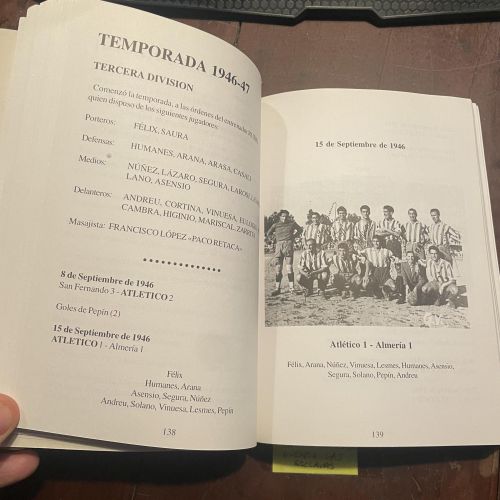 TEMPORADA 1946-47
TERCERA DIVISION
Comenzó la temporada, a las órdenes del entrenador
quien dispuso de los siguientes jugadores:
Porteros: FÉLIX, SAURA
Defensas: HUMANES, ARANA, ARASA, CASALS
Medios: NÚÑEZ, LÁZARO, SEGURA,
LANO, ASENSIO
Delanteros: ANDREU, CORTINA, VINUESA,
CAMBRA, HIGINIO, MARISCAL,
Masajista: FRANCISCO LÓPEZ «PACO RETACA»
8 de Septiembre de 1946
San Fernando 3 - ATLETICO 2
Goles de Pepín (2)
15 de Septiembre de 1946
ATLETICO 1 - Almería 1
Félix
Humanes, Arana
Asensio, Segura, Núñez
Andreu, Solano, Vinuesa, Lesmes, Pepín
138
15 de Septiembre de 1946
Atlético 1 - Almería 1
Félix, Arana, Núñez, Vinuesa, Lesmes, Humanes, Asensio,
Segura, Solano, Pepín, Andreu
139